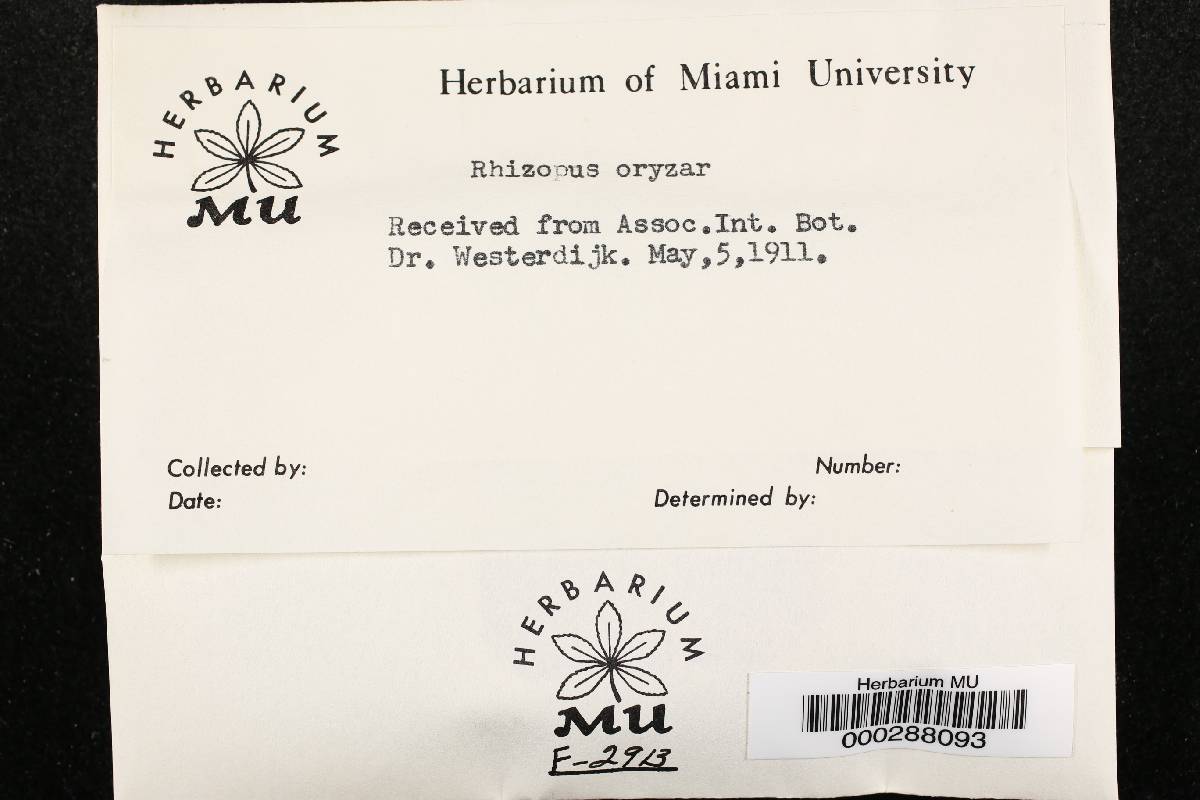 HERBARIUM
MU
Herbarium of Miami University
Rhizopus oryzar
Received from Assoc.Int. Bot.
Dr. Westerdijk. May,5,1911.
Collected by:
Number:
Date:
Determined by:
HERBARIUM
MU
F-2913
Herbarium MU
000288093